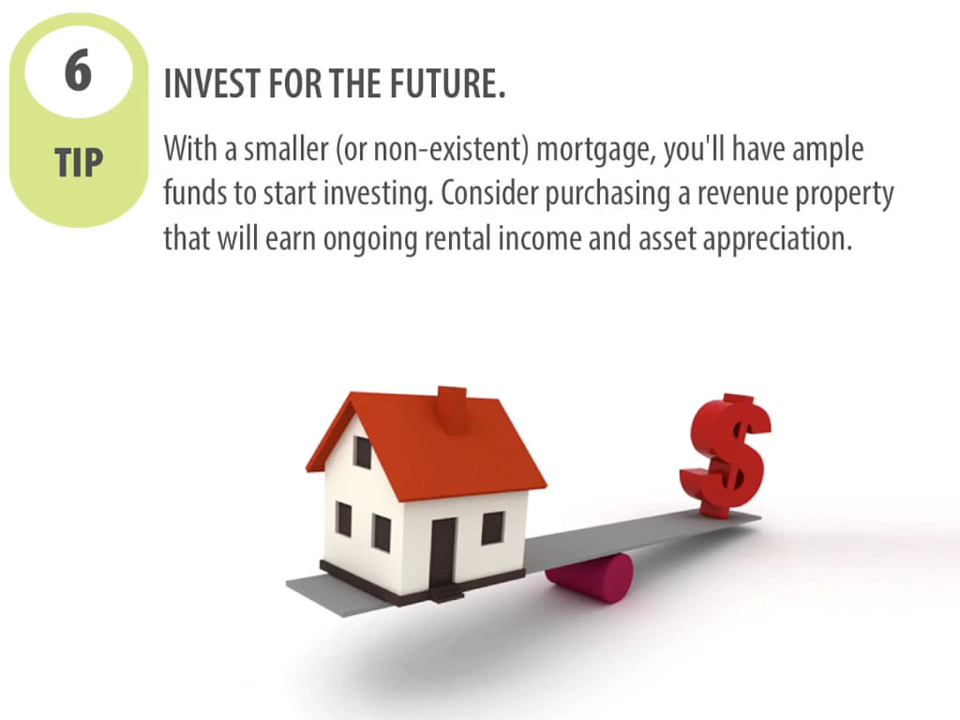 6
TIP
INVEST FOR THE FUTURE.
With a smaller (or non-existent) mortgage, you'll have ample
funds to start investing. Consider purchasing a revenue property
that will earn ongoing rental income and asset appreciation.
$